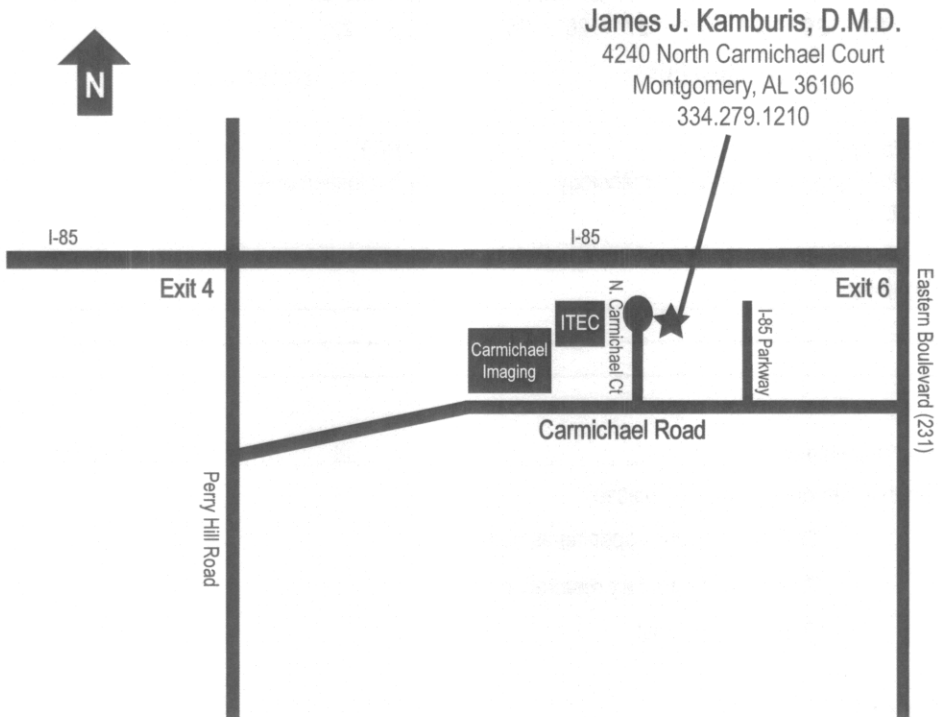 James J. Kamburis, D.M.D.
4240 North Carmichael Court
Montgomery, AL 36106
334.279.1210
N
I-85
I-85
Exit 4
Exit 6
ITEC
N. Carmichael Ct
I-85 Parkway
Eastern Boulevard (231)
Carmichael
Imaging
Carmichael Road
Perry Hill Road